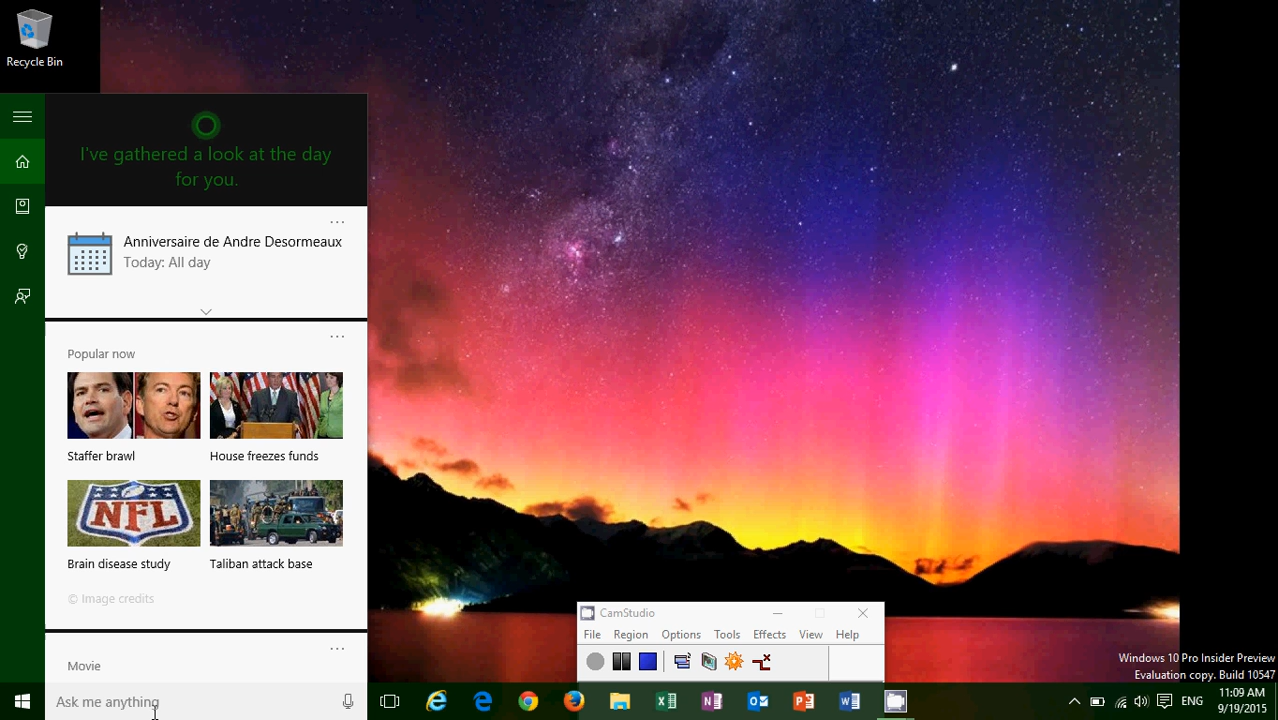 Recycle Bin
I've gathered a look at the day
for you.
...
Anniversaire de Andre Desormeaux
Today: All day
...
Popular now
Staffer brawl
House freezes funds
NFL
Brain disease study
Taliban attack base
© Image credits
...
Movie
Ask me anything
CamStudio
File Region Options Tools Effects View Help
Windows 10 Pro Insider Preview
Evaluation copy. Build 10547
ENG
11:09 AM
9/19/2015